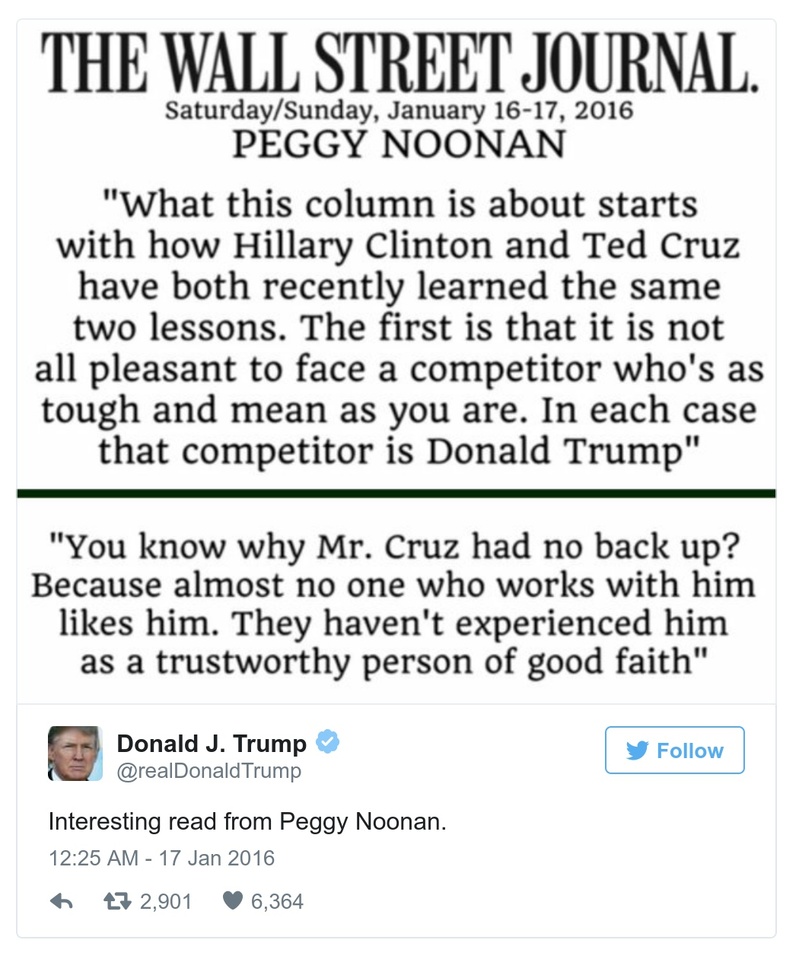 THE WALL STREET JOURNAL.
Saturday/Sunday, January 16-17, 2016
PEGGY NOONAN
"What this column is about starts
with how Hillary Clinton and Ted Cruz
have both recently learned the same
two lessons. The first is that it is not
all pleasant to face a competitor who's as
tough and mean as you are. In each case
that competitor is Donald Trump"
"You know why Mr. Cruz had no back up?
Because almost no one who works with him
likes him. They haven't experienced him
as a trustworthy person of good faith"
Donald J. Trump
@realDonaldTrump
Follow
Interesting read from Peggy Noonan.
12:25 AM - 17 Jan 2016
2,901 6,364